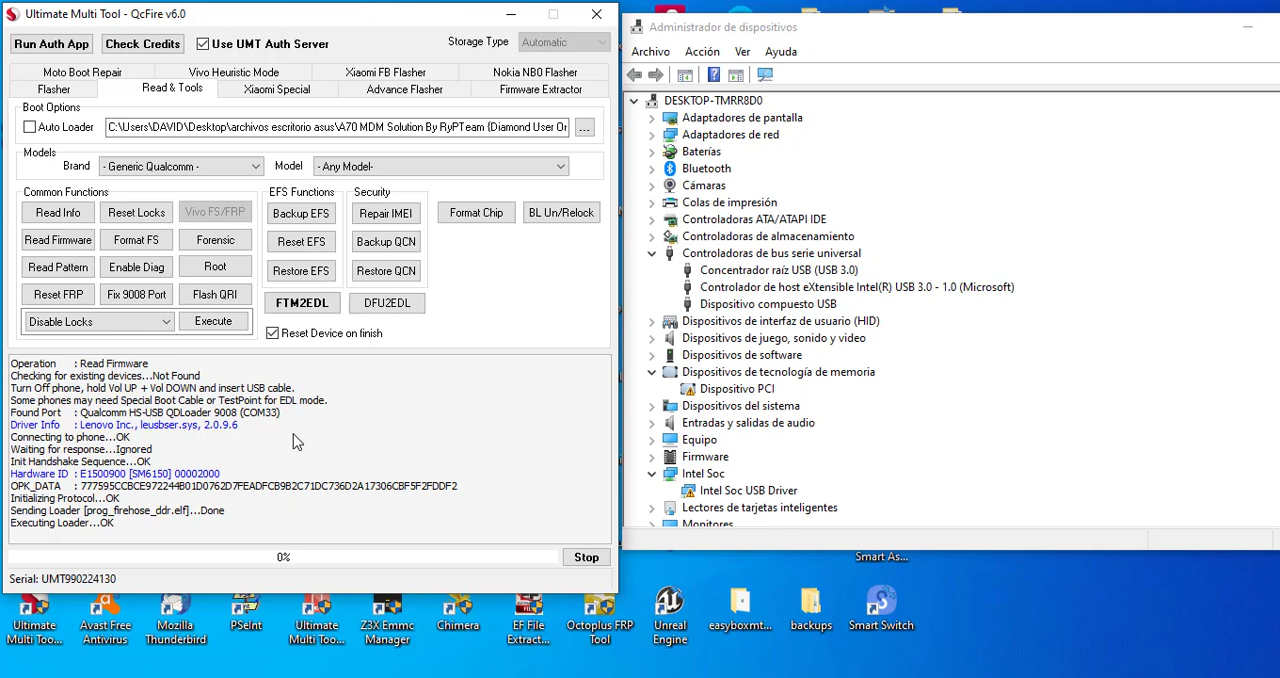 Ultimate Multi Tool - QcFire v6.0
Run Auth App
Check Credits
Use UMT Auth Server
Storage Type
Automatic
Moto Boot Repair
Vivo Heuristic Mode
Xiaomi FB Flasher
Nokia NB0 Flasher
Flasher
Read & Tools
Xiaomi Special
Advance Flasher
Firmware Extractor
Boot Options
Auto Loader
C:\Users\DAVID\Desktop\archivos escritorio asus\A70 MDM Solution By RyPTeam {Diamond User Or
...
Models
Brand
- Generic Qualcomm -
Model
- Any Model-
Common Functions
EFS Functions
Security
Read Info
Reset Locks
Vivo FS/FRP
Backup EFS
Repair IMEI
Format Chip
BL Un/Relock
Read Firmware
Format FS
Forensic
Reset EFS
Backup QCN
Read Pattern
Enable Diag
Root
Restore EFS
Restore QCN
Reset FRP
Fix 9008 Port
Flash QRI
FTM2EDL
DFU2EDL
Disable Locks
Execute
Reset Device on finish
Operation : Read Firmware
Checking for existing devices...Not Found
Turn Off phone, hold Vol UP + Vol DOWN and insert USB cable.
Some phones may need Special Boot Cable or TestPoint for EDL mode.
Found Port : Qualcomm HS-USB QDLoader 9008 (COM33)
Driver Info : Lenovo Inc., leusbser.sys, 2.0.9.6
Connecting to phone...OK
Waiting for response...Ignored
Init Handshake Sequence...OK
Hardware ID : E1500900 [SM6150] 00002000
OPK_DATA : 777595CCBCE972244B01D0762D7FEADFCB9B2C71DC736D2A17306CBF5F2FDDF2
Initializing Protocol...OK
Sending Loader [prog_firehose_ddr.elf]...Done
Executing Loader...OK
0%
Stop
Serial: UMT990224130
Administrador de dispositivos
Archivo
Acción
Ver
Ayuda
DESKTOP-TMRR8D0
Adaptadores de pantalla
Adaptadores de red
Baterías
Bluetooth
Cámaras
Colas de impresión
Controladoras ATA/ATAPI IDE
Controladoras de almacenamiento
Controladoras de bus serie universal
Concentrador raíz USB (USB 3.0)
Controlador de host eXtensible Intel(R) USB 3.0 - 1.0 (Microsoft)
Dispositivo compuesto USB
Dispositivos de interfaz de usuario (HID)
Dispositivos de juego, sonido y video
Dispositivos de software
Dispositivos de tecnología de memoria
Dispositivo PCI
Dispositivos del sistema
Entradas y salidas de audio
Equipo
Firmware
Intel Soc
Intel Soc USB Driver
Lectores de tarjetas inteligentes
Monitores
Smart As...
Ultimate
Multi Too...
Avast Free
Antivirus
Mozilla
Thunderbird
PSeInt
Ultimate
Multi Too...
Z3X Emmc
Manager
Chimera
EF File
Extract...
Octoplus FRP
Tool
Unreal
Engine
easyboxmt...
backups
Smart Switch